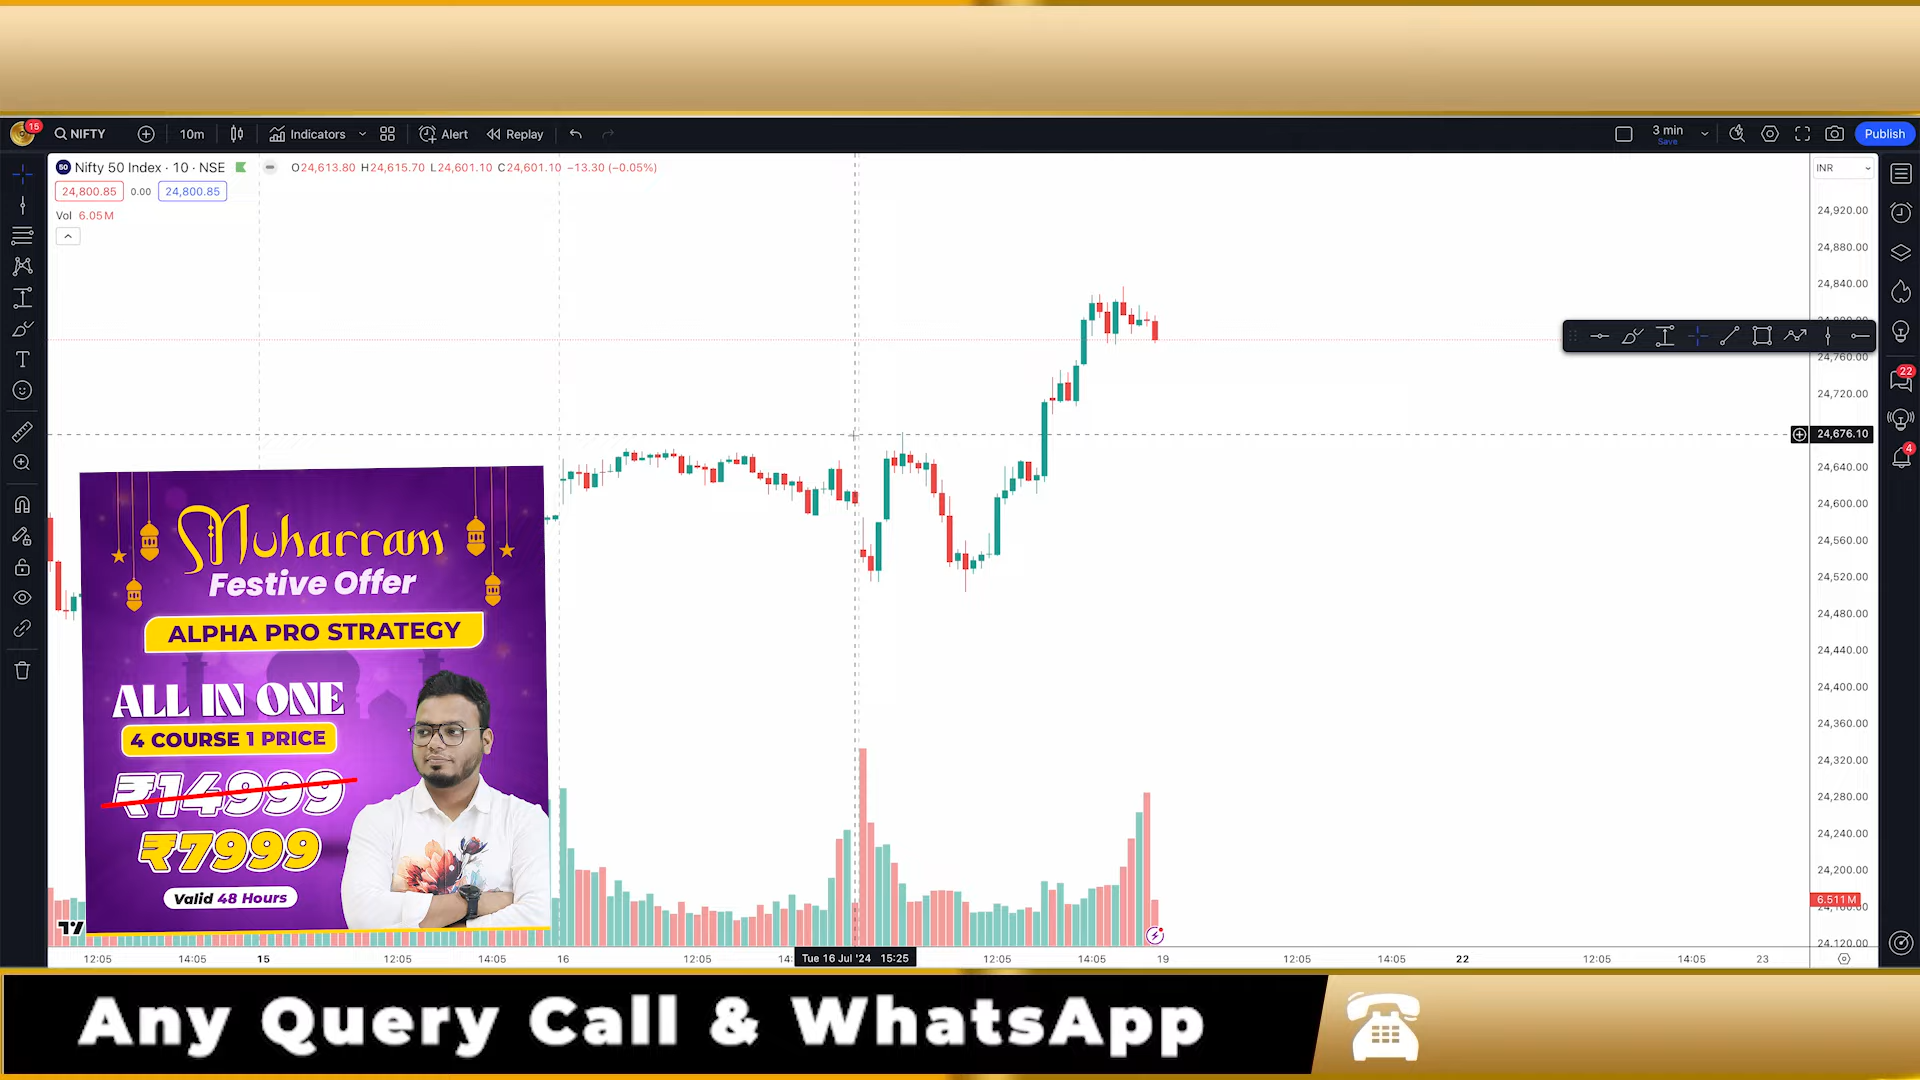 15
NIFTY
10m
Indicators
Alert
Replay
3 min
Save
Publish
50
Nifty 50 Index · 10 · NSE
O24,613.80 H24,615.70 L24,601.10 C24,601.10 −13.30 (−0.05%)
INR
24,800.85
0.00
24,800.85
Vol 6.05M
24,920.00
24,880.00
24,840.00
24,760.00
22
24,720.00
24,676.10
4
24,640.00
24,600.00
24,560.00
24,520.00
24,480.00
24,440.00
24,400.00
24,360.00
24,320.00
24,280.00
24,240.00
24,200.00
6.511M
24,120.00
Muharram
Festive Offer
ALPHA PRO STRATEGY
ALL IN ONE
4 COURSE 1 PRICE
₹14999
₹7999
Valid 48 Hours
12:05 14:05 15 12:05 14:05 16 12:05 14: Tue 16 Jul '24 15:25 12:05 14:05 19 12:05 14:05 22 12:05 14:05 23
Any Query Call & WhatsApp